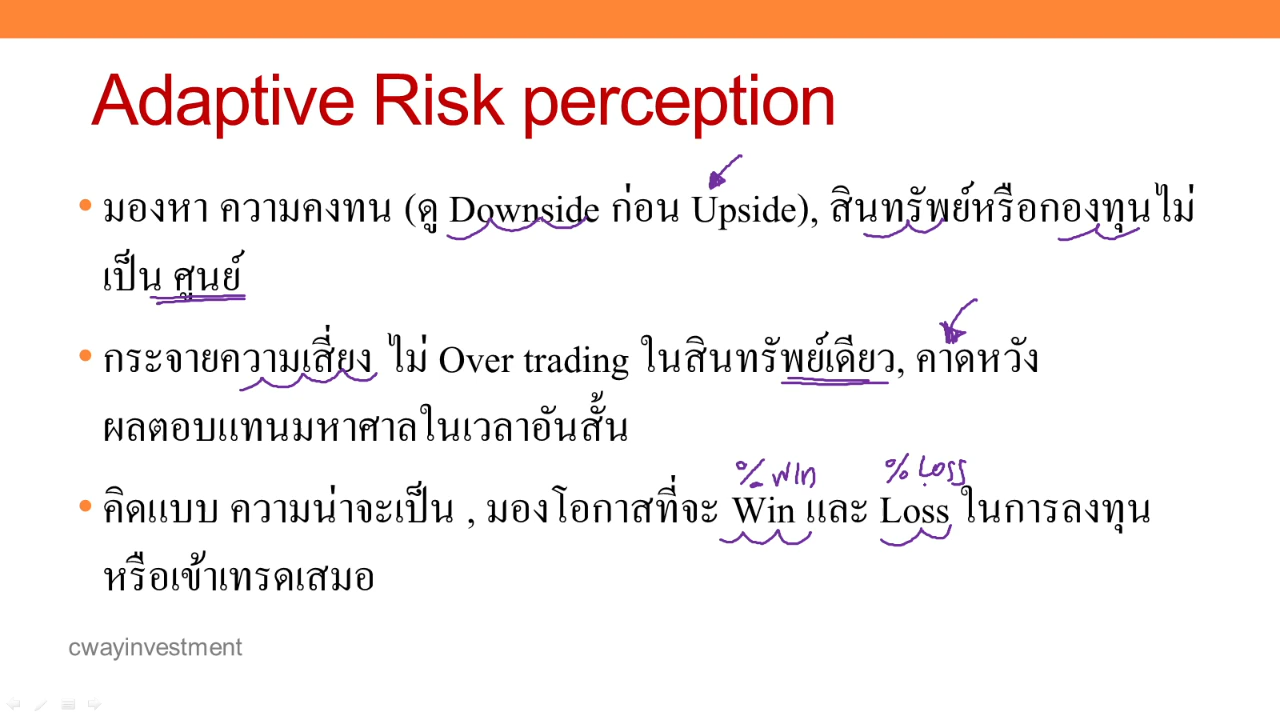 Adaptive Risk perception
• มองหา ความคงทน (ดู Downside ก่อน Upside), สินทรัพย์หรือกองทุนไม่
เป็น ศูนย์
• กระจายความเสี่ยง ไม่ Over trading ในสินทรัพย์เดียว, คาดหวัง
ผลตอบแทนมหาศาลในเวลาอันสั้น
% WIn % Loss
• คิดแบบ ความน่าจะเป็น , มองโอกาสที่จะ Win และ Loss ในการลงทุน
หรือเข้าเทรดเสมอ
cwayinvestment